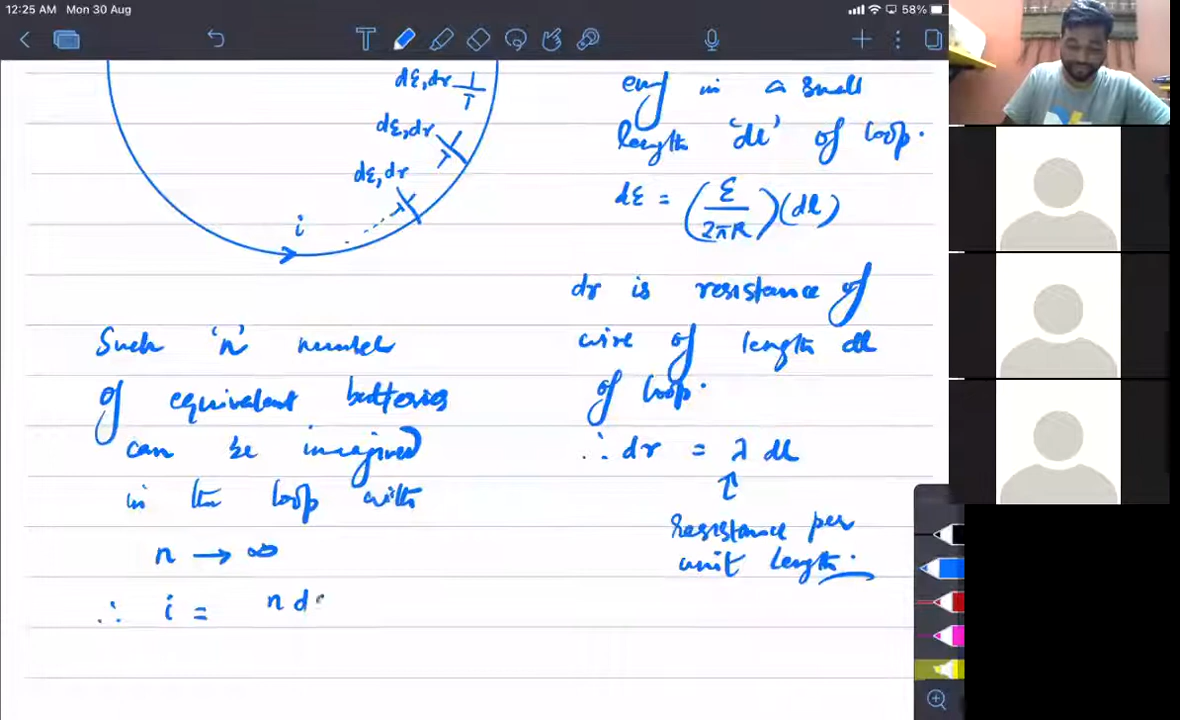 12:25 AM Mon 30 Aug
58%
dε, dr
dε, dr
dε, dr
i
Such 'n' number
of equivalent batteries
can be imagined
in the loop with
n → ∞
∴ i = n d
emf in a small
length 'dl' of loop.
dε = (ε/2πR)(dl)
dr is resistance of
wire of length dl
of loop.
∴ dr = λ dl
↑
resistance per
unit length.